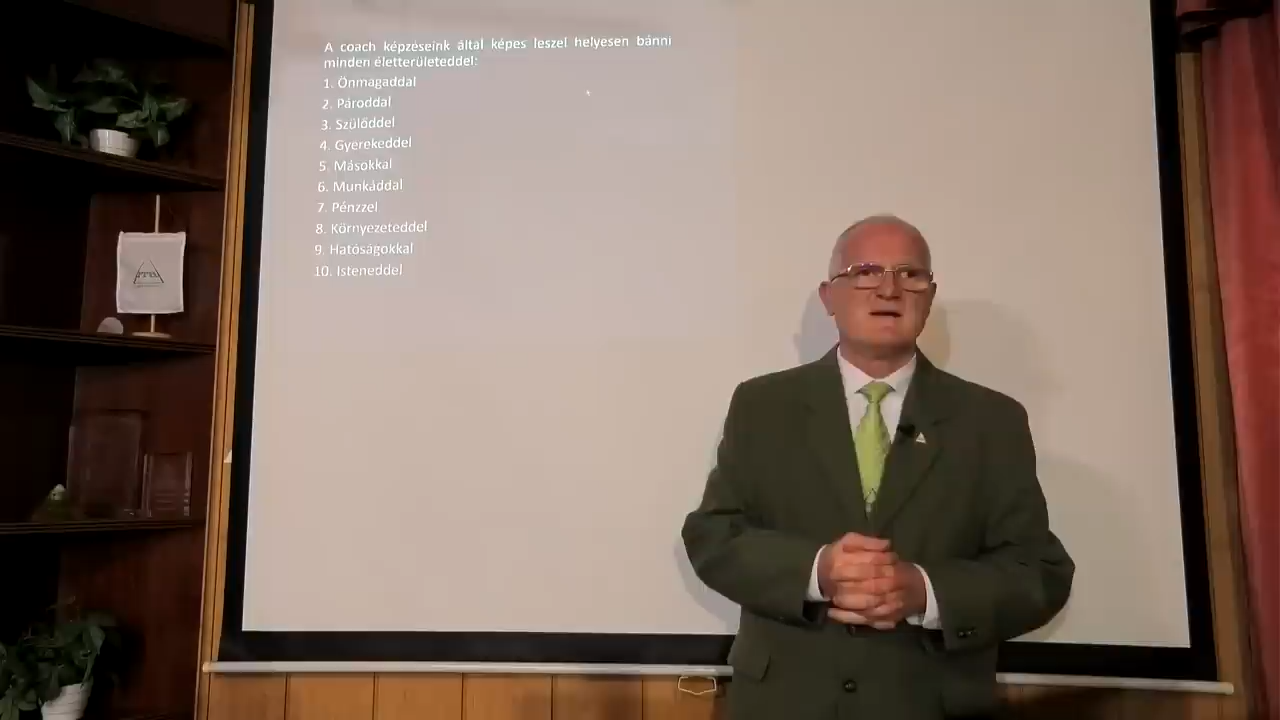 A coach képzéseink által képes leszel helyesen bánni
minden életterületeddel:
1. Önmagaddal
2. Pároddal
3. Szülőddel
4. Gyerekeddel
5. Másokkal
6. Munkáddal
7. Pénzzel
8. Környezeteddel
9. Hatóságokkal
10. Isteneddel